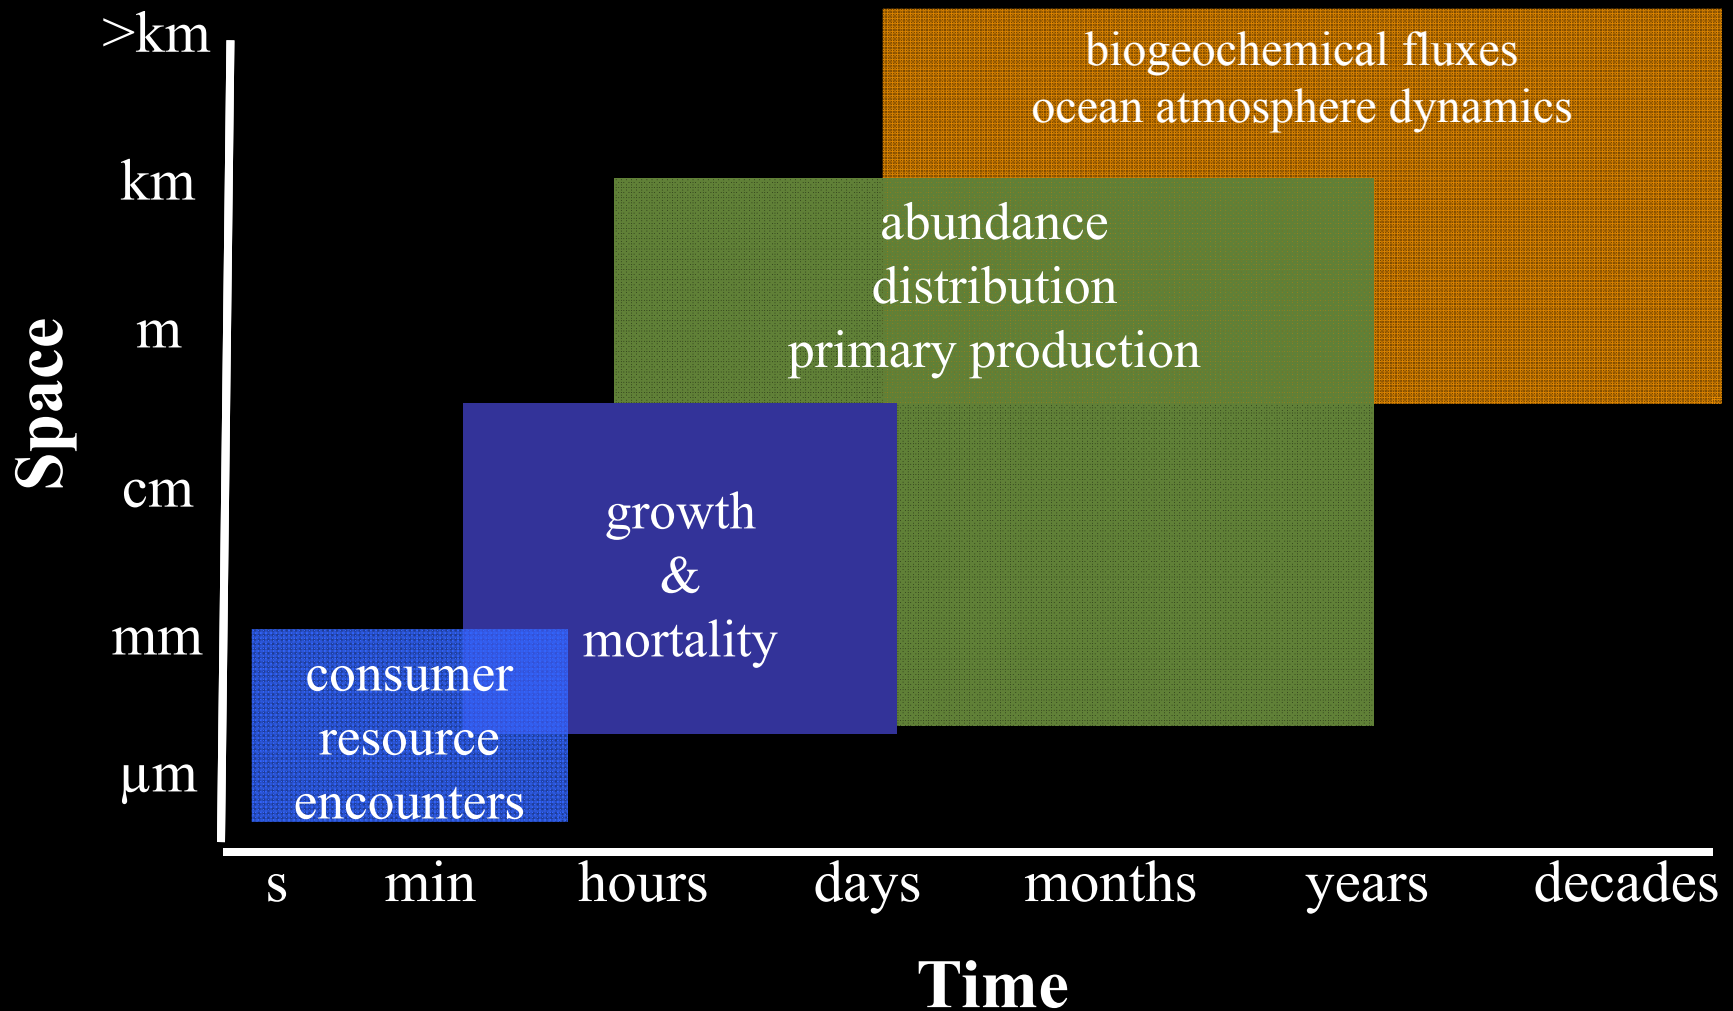 >km
biogeochemical fluxes
ocean atmosphere dynamics
km
abundance
distribution
primary production
m
Space
cm
growth
&
mortality
mm
consumer
resource
encounters
µm
s min hours days months years decades
Time